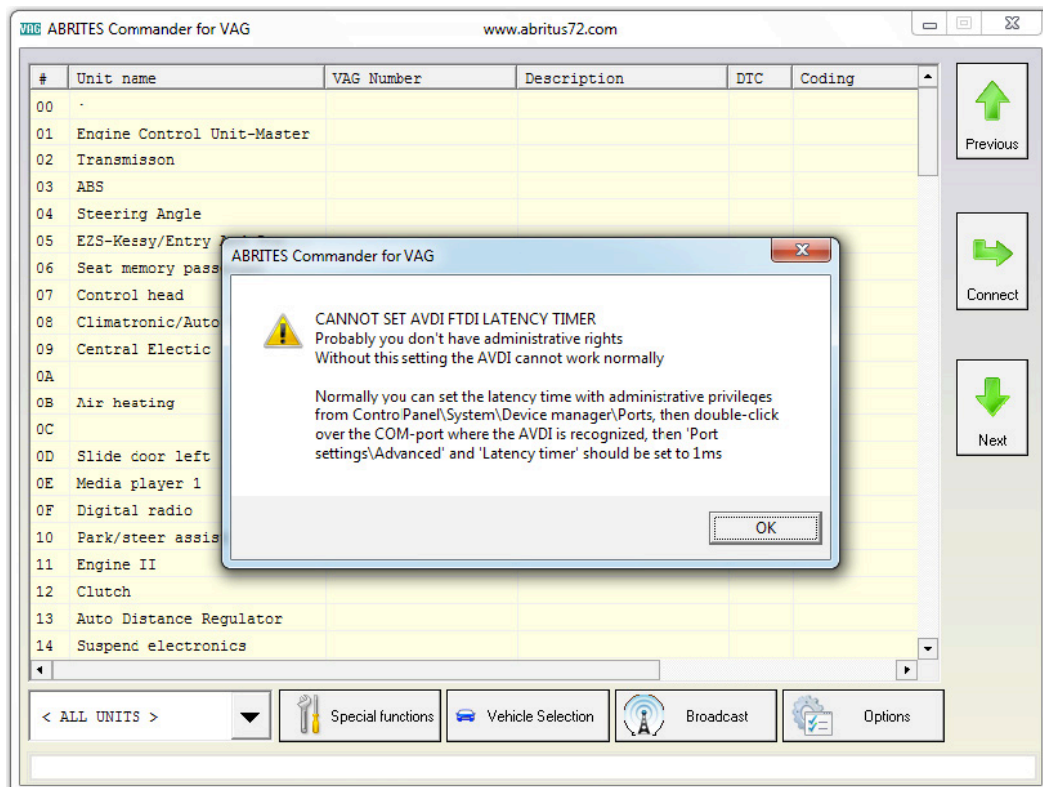 VAG ABRITES Commander for VAG www.abritus72.com
# Unit name VAG Number Description DTC Coding
00 -
01 Engine Control Unit-Master
02 Transmisson
03 ABS
04 Steering Angle
05 EZS-Kessy/Entry
06 Seat memory pass
07 Control head
08 Climatronic/Auto
09 Central Electic
0A
0B Air heating
0C
0D Slide door left
0E Media player 1
0F Digital radio
10 Park/steer assis
11 Engine II
12 Clutch
13 Auto Distance Regulator
14 Suspend electronics
Previous
Connect
Next
ABRITES Commander for VAG
CANNOT SET AVDI FTDI LATENCY TIMER
Probably you don't have administrative rights
Without this setting the AVDI cannot work normally
Normally you can set the latency time with administrative privileges
from ControlPanel\System\Device manager\Ports, then double-click
over the COM-port where the AVDI is recognized, then 'Port
settings\Advanced' and 'Latency timer' should be set to 1ms
OK
< ALL UNITS >
Special functions
Vehicle Selection
Broadcast
Options